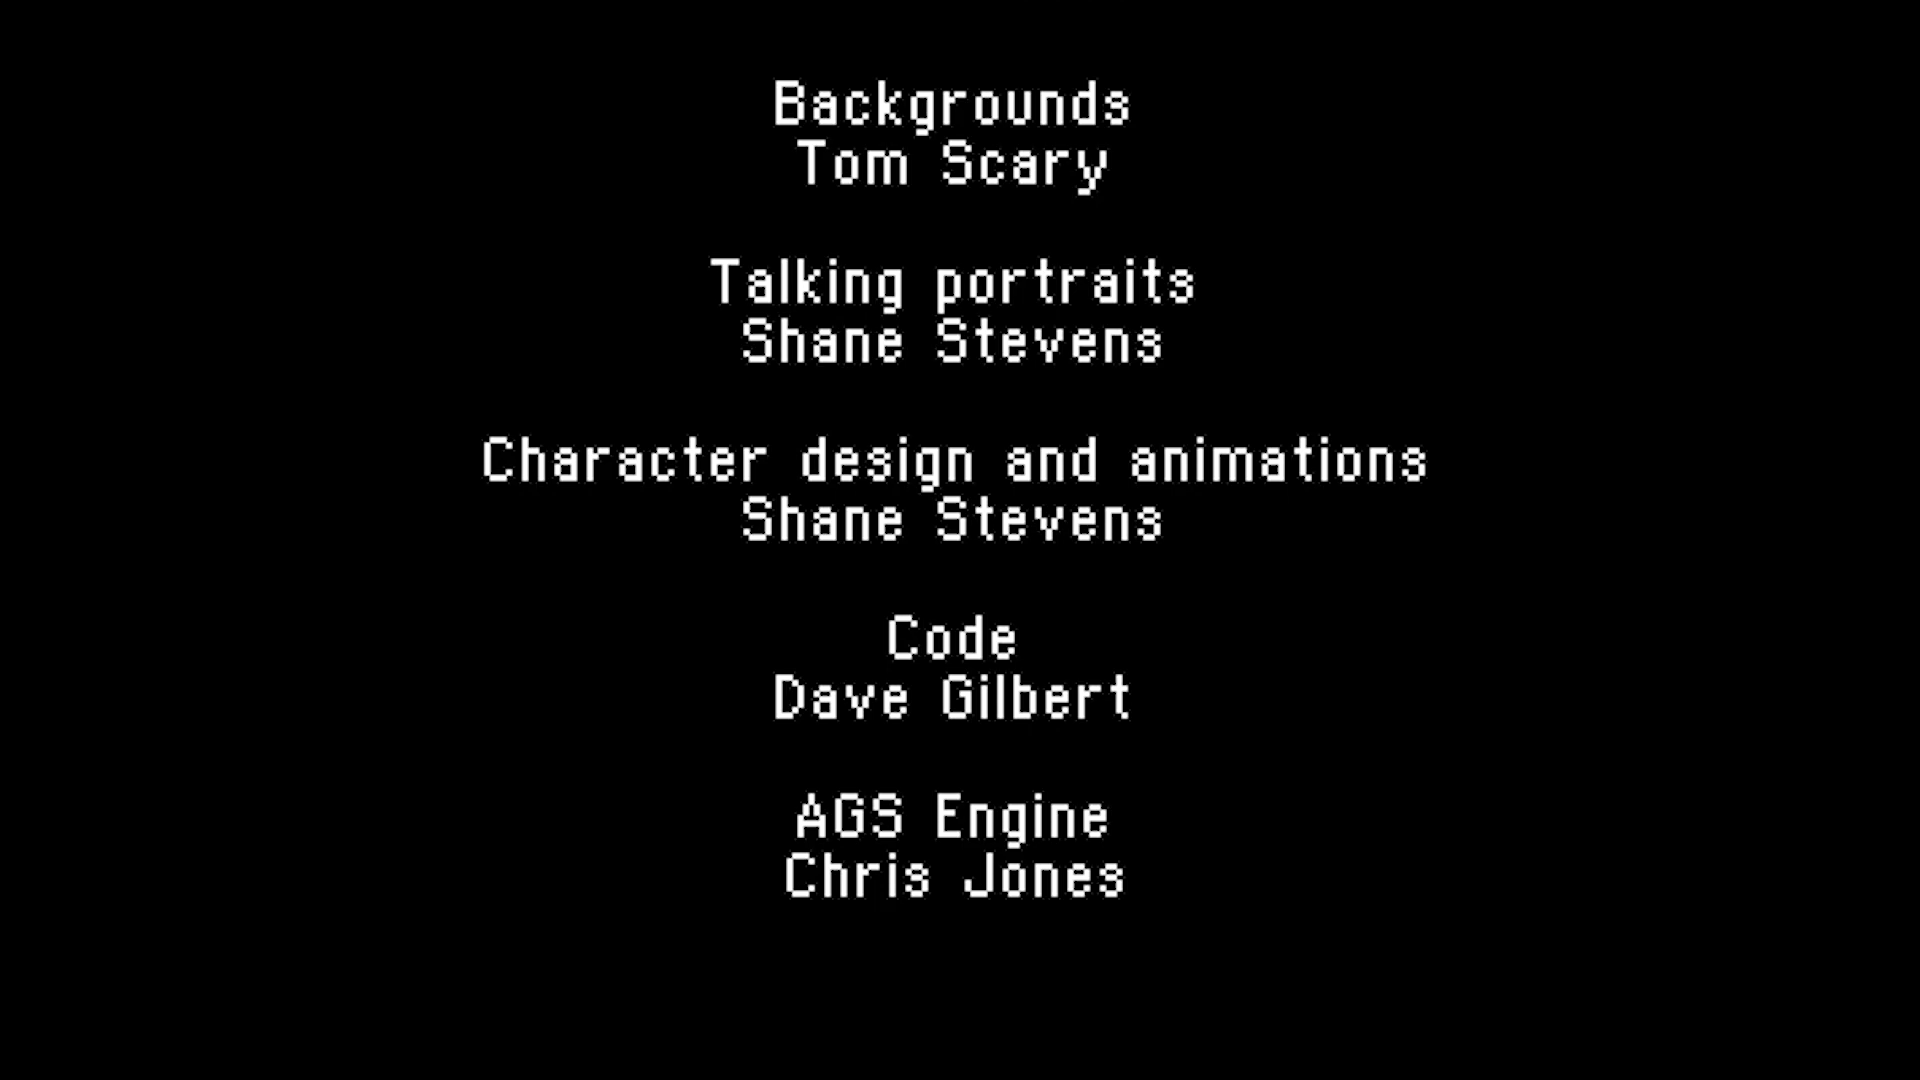 Backgrounds
Tom Scary
Talking portraits
Shane Stevens
Character design and animations
Shane Stevens
Code
Dave Gilbert
AGS Engine
Chris Jones